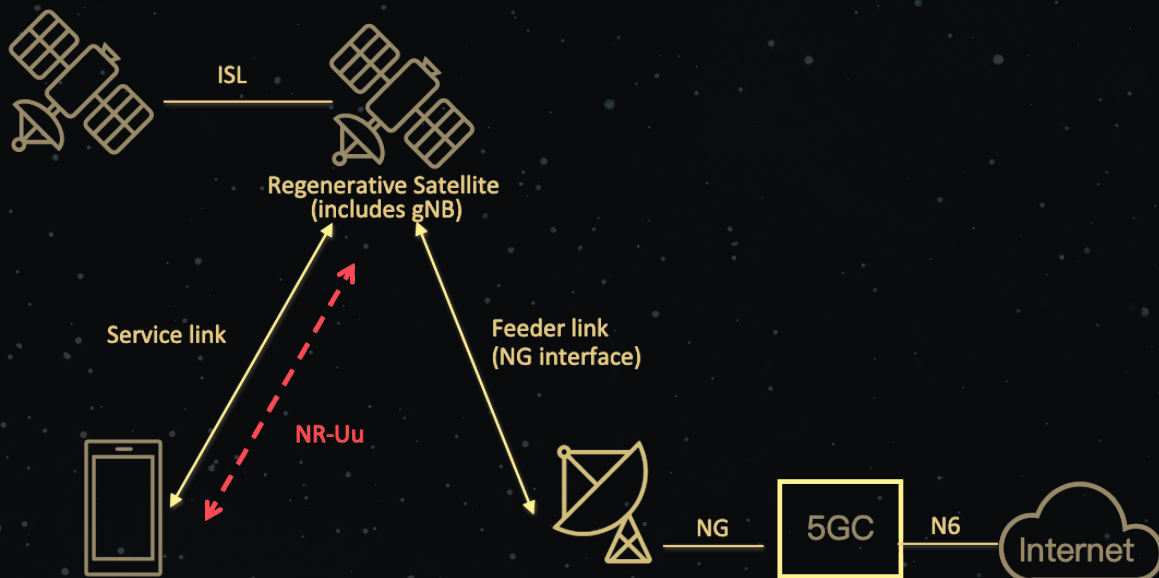 ISL
Regenerative Satellite
(includes gNB)
Service link
Feeder link
(NG interface)
NR-Uu
NG
5GC
N6
Internet